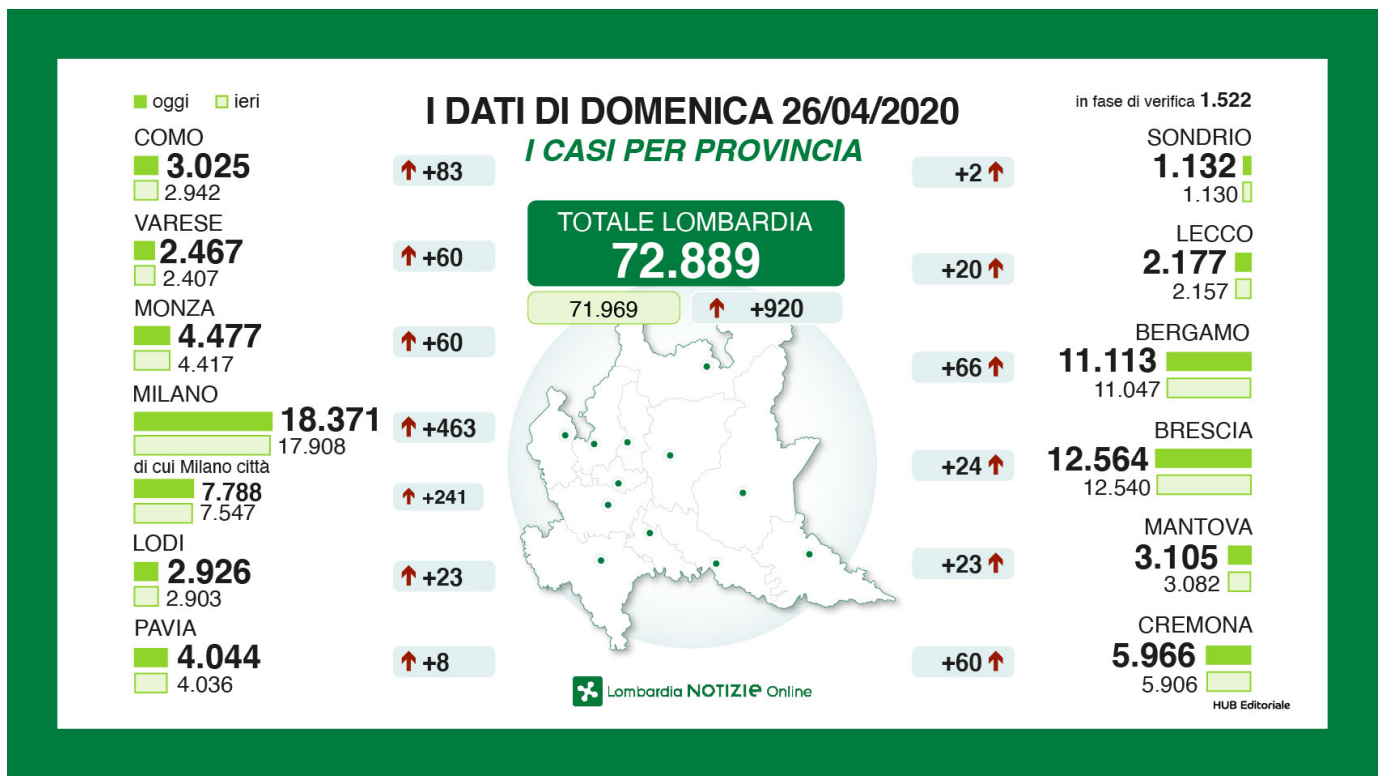 oggi ieri
I DATI DI DOMENICA 26/04/2020
I CASI PER PROVINCIA
in fase di verifica 1.522
COMO
3.025
2.942
+83
VARESE
2.467
2.407
+60
MONZA
4.477
4.417
+60
MILANO
18.371
17.908
+463
di cui Milano città
7.788
7.547
+241
LODI
2.926
2.903
+23
PAVIA
4.044
4.036
+8
TOTALE LOMBARDIA
72.889
71.969
+920
SONDRIO
+2
1.132
1.130
LECCO
+20
2.177
2.157
BERGAMO
+66
11.113
11.047
BRESCIA
+24
12.564
12.540
MANTOVA
+23
3.105
3.082
CREMONA
+60
5.966
5.906
Lombardia NOTIZIe Online
HUB Editoriale